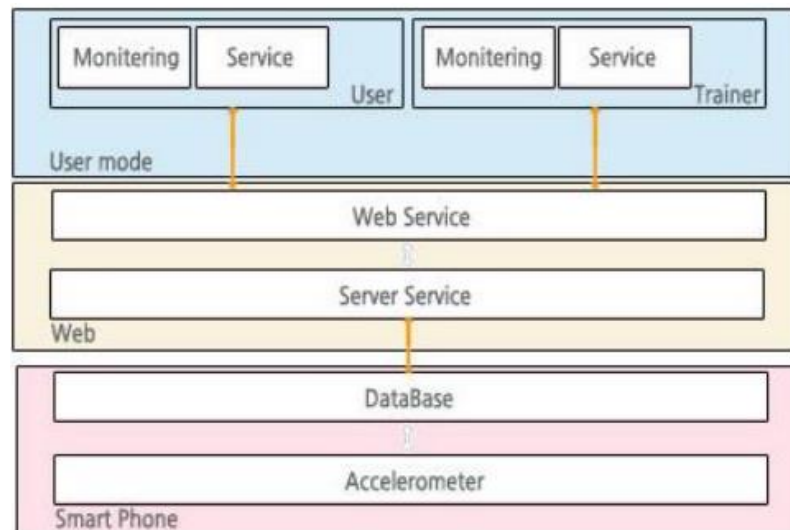 Monitering Service Monitering Service
User Trainer
User mode
Web Service
Server Service
Web
DataBase
Accelerometer
Smart Phone